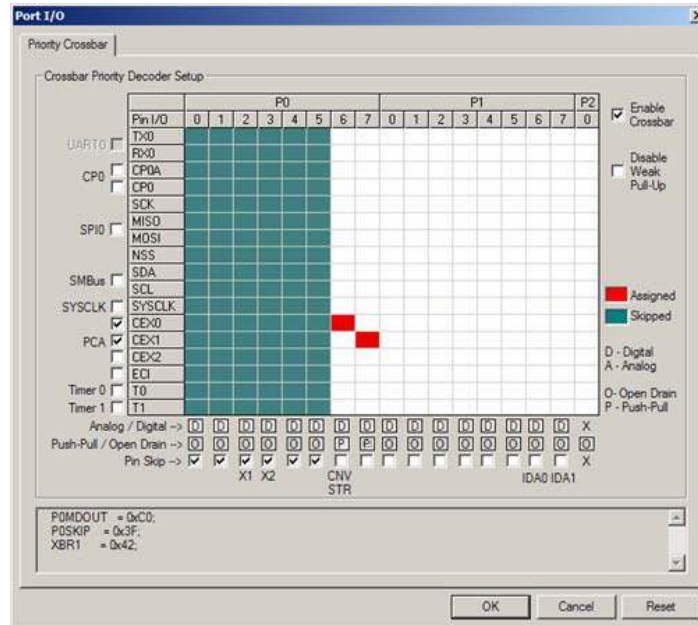 Port I/O
Priority Crossbar
Crossbar Priority Decoder Setup
P0 P1 P2
Pin I/O 0 1 2 3 4 5 6 7 0 1 2 3 4 5 6 7 0
Enable Crossbar
Disable Weak Pull-Up
UART0 TX0
RX0
CP0 CP0A
CP0
SPI0 SCK
MISO
MOSI
NSS
SMBus SDA
SCL
SYSCLK SYSCLK
PCA CEX0
CEX1
CEX2
ECI
Timer 0 T0
Timer 1 T1
Assigned
Skipped
D - Digital
A - Analog
O- Open Drain
P - Push-Pull
Analog / Digital --> D D D D D D D D D D D D D D D D X
Push-Pull / Open Drain --> O O O O O O P P O O O O O O O O O
Pin Skip --> X
X1 X2 CNV STR IDA0 IDA1
P0MDOUT = 0xC0;
P0SKIP = 0x3F;
XBR1 = 0x42;
OK Cancel Reset